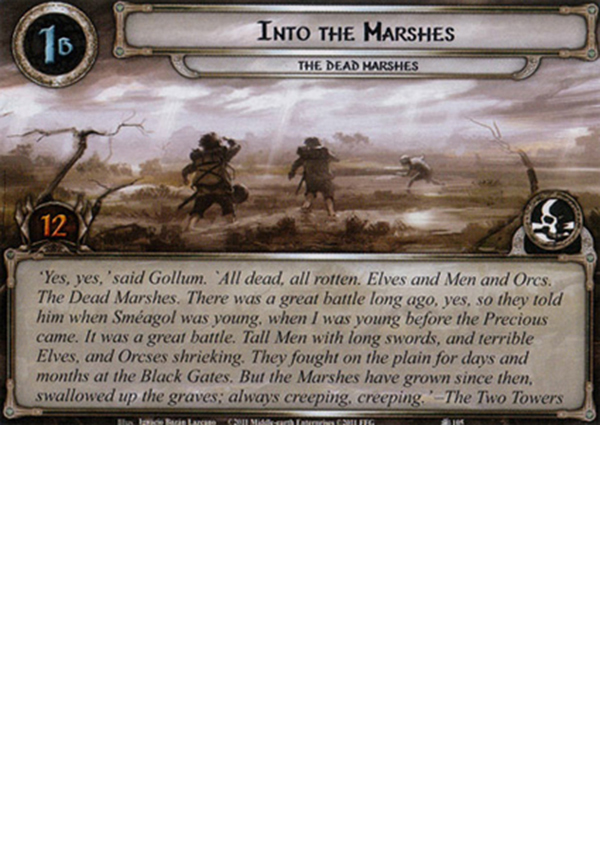 1B
INTO THE MARSHES
THE DEAD MARSHES
12
'Yes, yes,' said Gollum. `All dead, all rotten. Elves and Men and Orcs.
The Dead Marshes. There was a great battle long ago, yes, so they told
him when Sméagol was young, when I was young before the Precious
came. It was a great battle. Tall Men with long swords, and terrible
Elves, and Orcses shrieking. They fought on the plain for days and
months at the Black Gates. But the Marshes have grown since then,
swallowed up the graves; always creeping, creeping.'–The Two Towers
Illus. Ignacio Bazán Lazcano ©2011 Middle-earth Enterprises ©2011 FFG 105